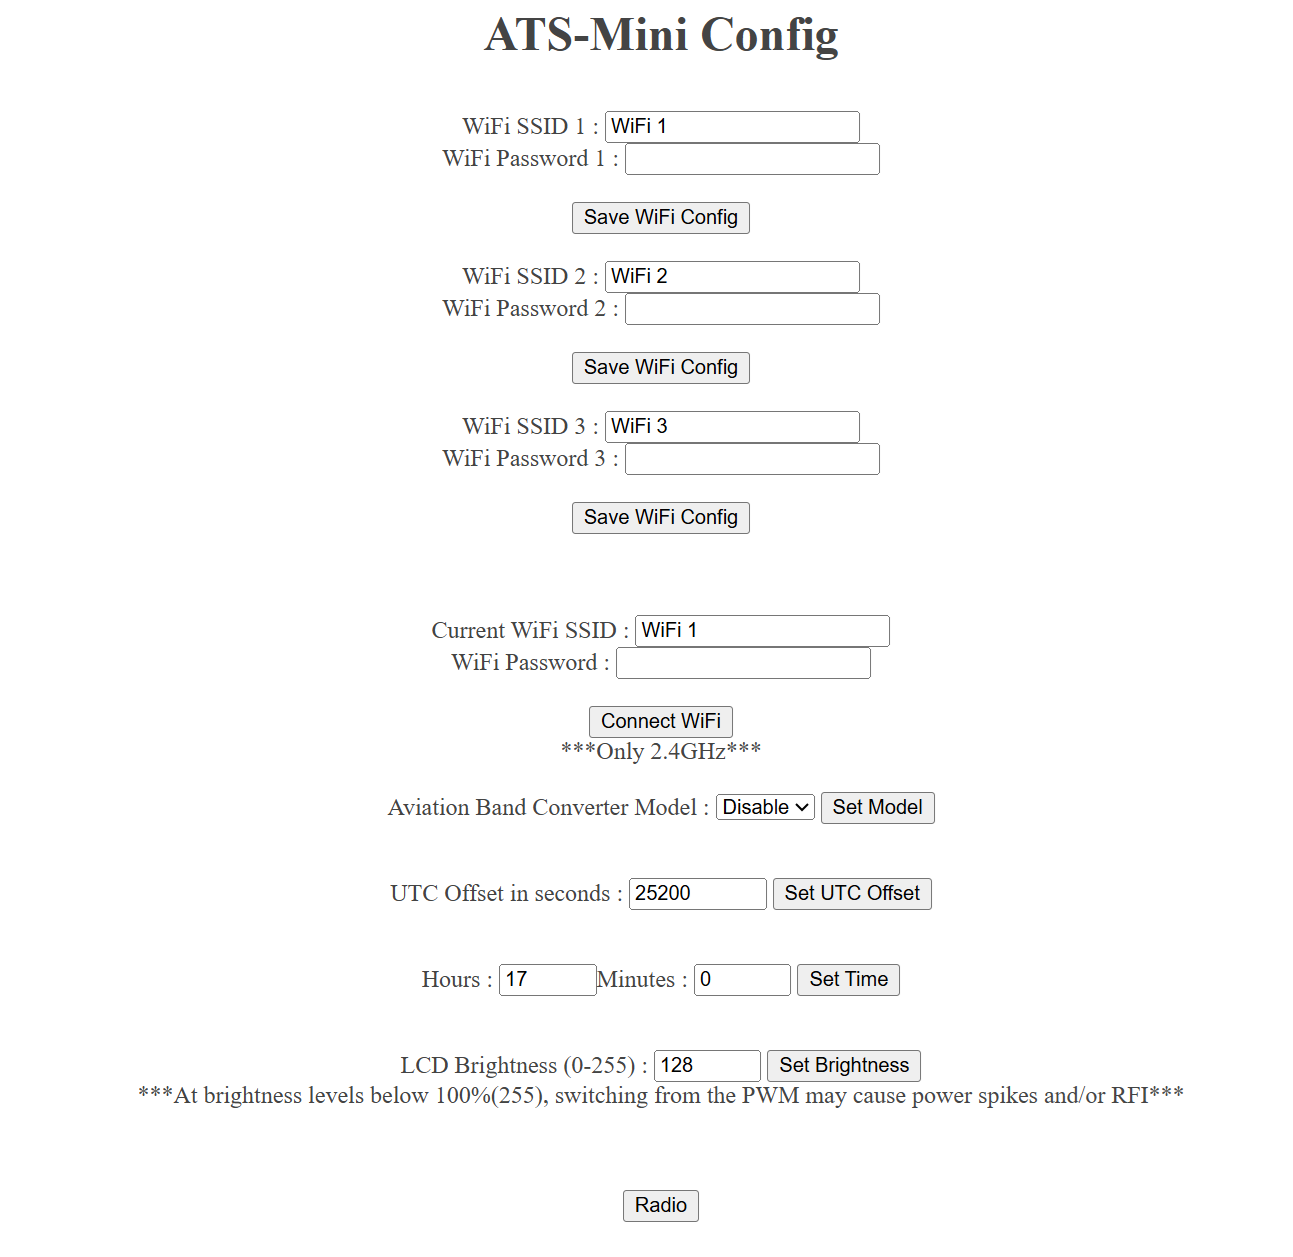 ATS-Mini Config
WiFi SSID 1 : WiFi 1
WiFi Password 1 :
Save WiFi Config
WiFi SSID 2 : WiFi 2
WiFi Password 2 :
Save WiFi Config
WiFi SSID 3 : WiFi 3
WiFi Password 3 :
Save WiFi Config
Current WiFi SSID : WiFi 1
WiFi Password :
Connect WiFi
***Only 2.4GHz***
Aviation Band Converter Model : Disable Set Model
UTC Offset in seconds : 25200 Set UTC Offset
Hours : 17 Minutes : 0 Set Time
LCD Brightness (0-255) : 128 Set Brightness
***At brightness levels below 100%(255), switching from the PWM may cause power spikes and/or RFI***
Radio